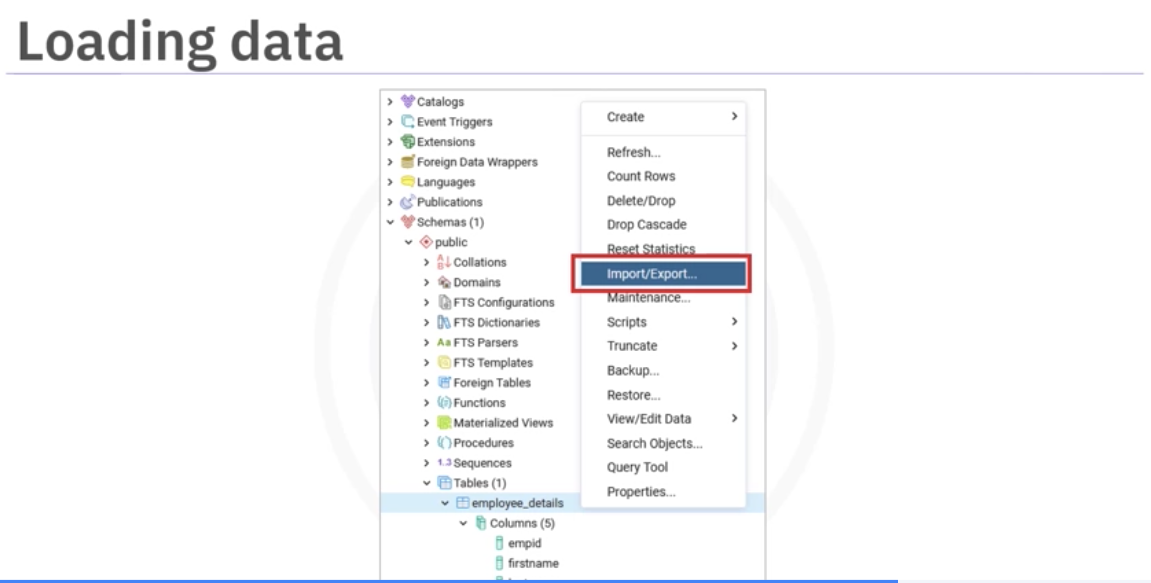 Loading data
Catalogs
Event Triggers
Extensions
Foreign Data Wrappers
Languages
Publications
Schemas (1)
public
Collations
Domains
FTS Configurations
FTS Dictionaries
Aa FTS Parsers
FTS Templates
Foreign Tables
Functions
Materialized Views
Procedures
1.3 Sequences
Tables (1)
employee_details
Columns (5)
empid
firstname
Create
Refresh...
Count Rows
Delete/Drop
Drop Cascade
Reset Statistics
Import/Export...
Maintenance...
Scripts
Truncate
Backup...
Restore...
View/Edit Data
Search Objects...
Query Tool
Properties...